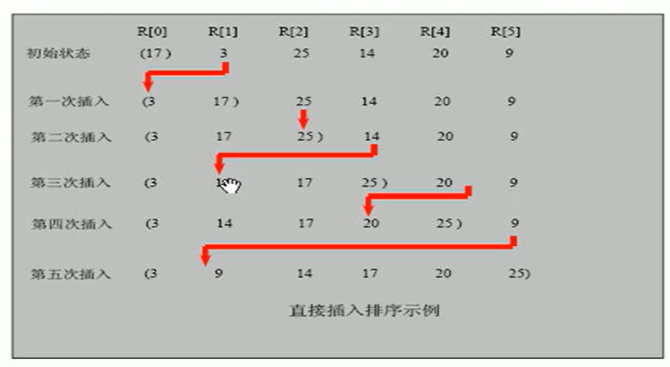 R[0] R[1] R[2] R[3] R[4] R[5]
初始状态 (17) 3 25 14 20 9
第一次插入 (3 17) 25 14 20 9
第二次插入 (3 17 25) 14 20 9
第三次插入 (3 17 25) 20 9
第四次插入 (3 14 17 20 25) 9
第五次插入 (3 9 14 17 20 25)
直接插入排序示例